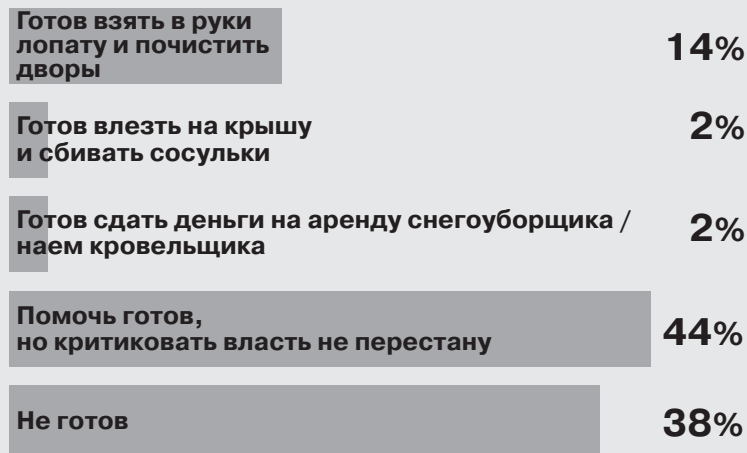 Готов взять в руки
лопату и почистить
дворы
14%
Готов влезть на крышу
и сбивать сосульки
2%
Готов сдать деньги на аренду снегоуборщика /
наем кровельщика
2%
Помочь готов,
но критиковать власть не перестану
44%
Не готов
38%